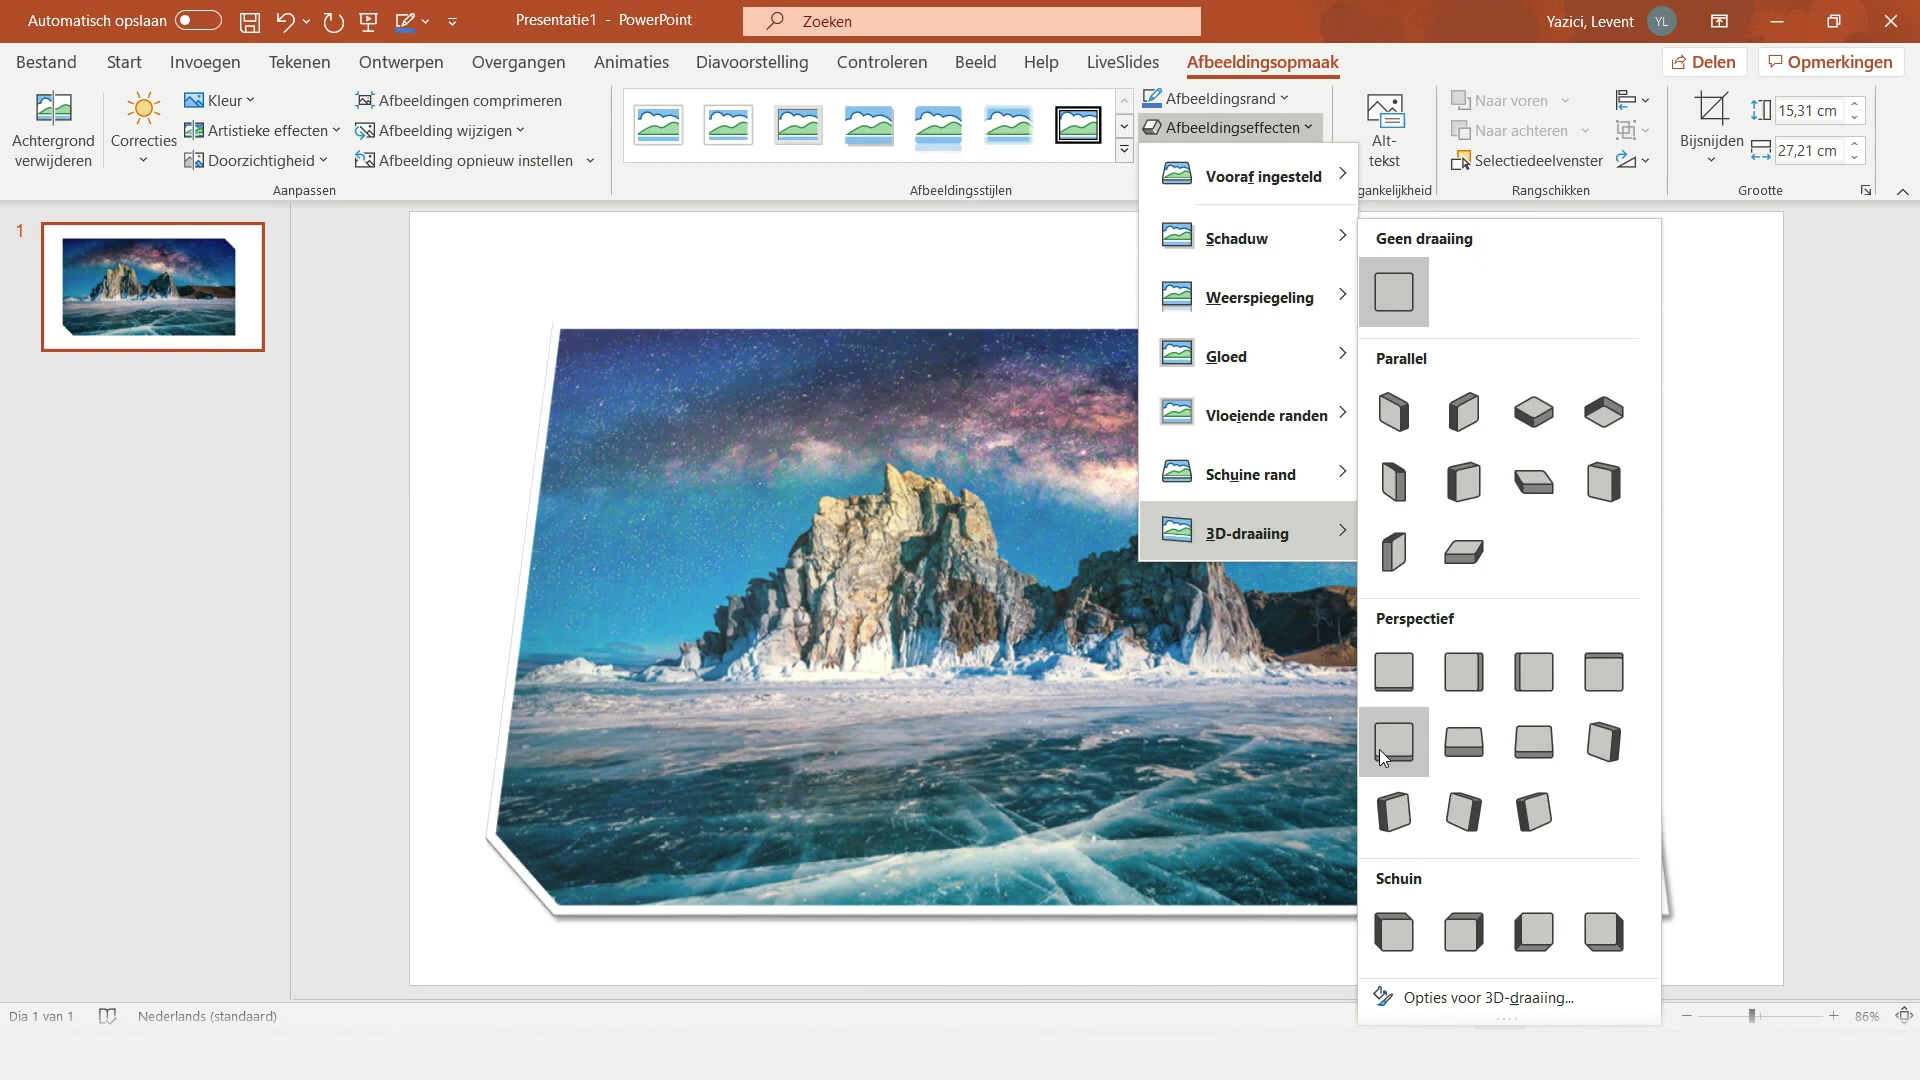 Automatisch opslaan
Presentatie1 - PowerPoint
Zoeken
Yazici, Levent
YL
Bestand
Start
Invoegen
Tekenen
Ontwerpen
Overgangen
Animaties
Diavoorstelling
Controleren
Beeld
Help
LiveSlides
Afbeeldingsopmaak
Delen
Opmerkingen
Achtergrond
verwijderen
Correcties
Kleur
Artistieke effecten
Doorzichtigheid
Afbeeldingen comprimeren
Afbeelding wijzigen
Afbeelding opnieuw instellen
Aanpassen
Afbeeldingsstijlen
Afbeeldingsrand
Afbeeldingseffecten
Alt-
tekst
gankelijkheid
Naar voren
Naar achteren
Selectiedeelvenster
Rangschikken
Bijsnijden
15,31 cm
27,21 cm
Grootte
1
Vooraf ingesteld
Schaduw
Weerspiegeling
Gloed
Vloeiende randen
Schuine rand
3D-draaiing
Geen draaiing
Parallel
Perspectief
Schuin
Opties voor 3D-draaiing...
Dia 1 van 1
Nederlands (standaard)
86%